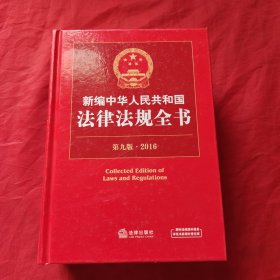 新编中华人民共和国
法律法规全书
第九版·2016
Collected Edition of
Laws and Regulations
法律出版社